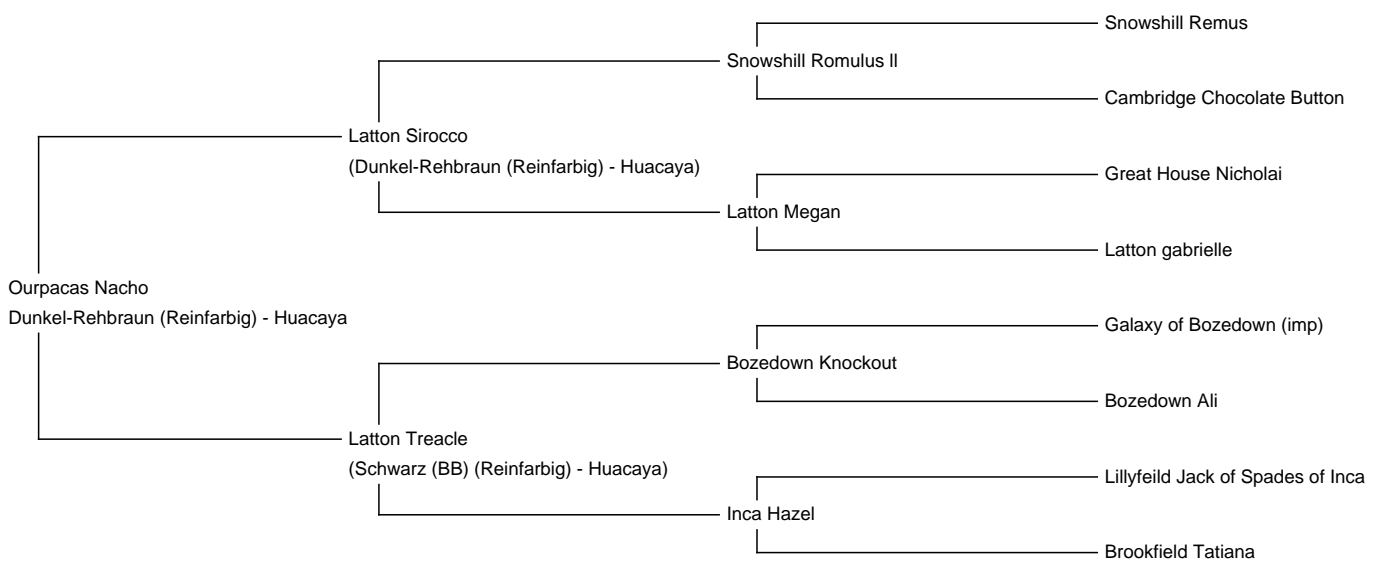 Snowshill Remus
Snowshill Romulus ll
Cambridge Chocolate Button
Latton Sirocco
(Dunkel-Rehbraun (Reinfarbig) - Huacaya)
Great House Nicholai
Latton Megan
Latton gabrielle
Ourpacas Nacho
Dunkel-Rehbraun (Reinfarbig) - Huacaya
Galaxy of Bozedown (imp)
Bozedown Knockout
Bozedown Ali
Latton Treacle
(Schwarz (BB) (Reinfarbig) - Huacaya)
Lillyfeild Jack of Spades of Inca
Inca Hazel
Brookfield Tatiana